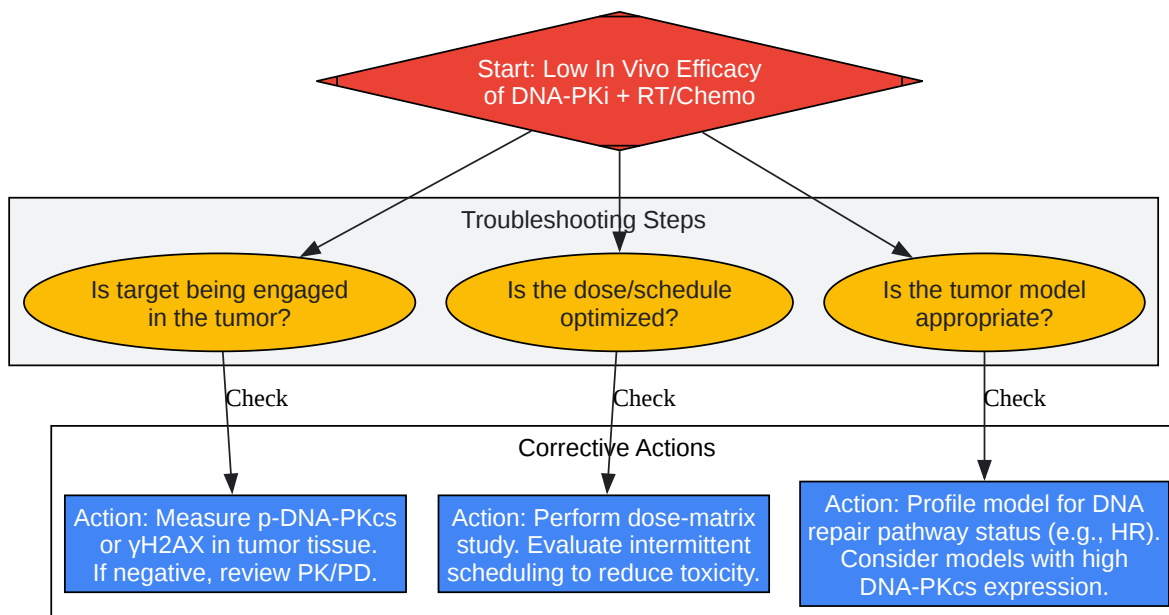 Start: Low In Vivo Efficacy
of DNA-PKi + RT/Chemo
Troubleshooting Steps
Is target being engaged
in the tumor?
Is the dose/schedule
optimized?
Is the tumor model
appropriate?
Check
Check
Check
Corrective Actions
Action: Measure p-DNA-PKcs
or γH2AX in tumor tissue.
If negative, review PK/PD.
Action: Perform dose-matrix
study. Evaluate intermittent
scheduling to reduce toxicity.
Action: Profile model for DNA
repair pathway status (e.g., HR).
Consider models with high
DNA-PKcs expression.